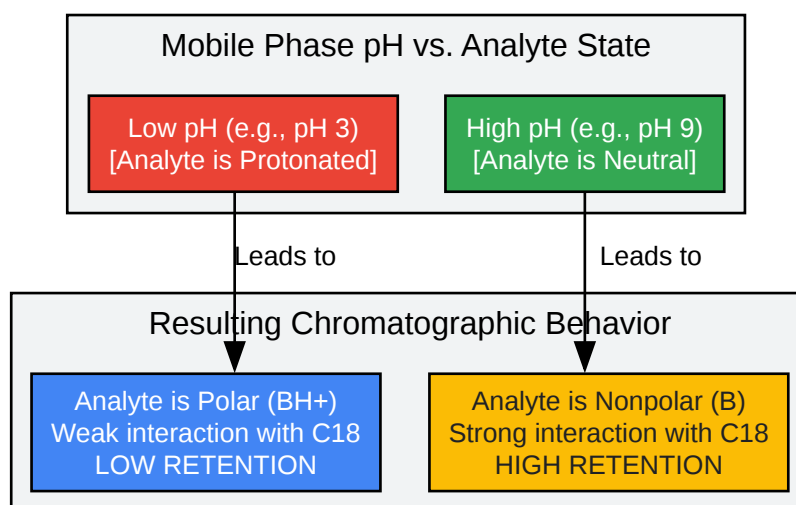 Mobile Phase pH vs. Analyte State
Low pH (e.g., pH 3)
[Analyte is Protonated]
High pH (e.g., pH 9)
[Analyte is Neutral]
Leads to
Leads to
Resulting Chromatographic Behavior
Analyte is Polar (BH+)
Weak interaction with C18
LOW RETENTION
Analyte is Nonpolar (B)
Strong interaction with C18
HIGH RETENTION